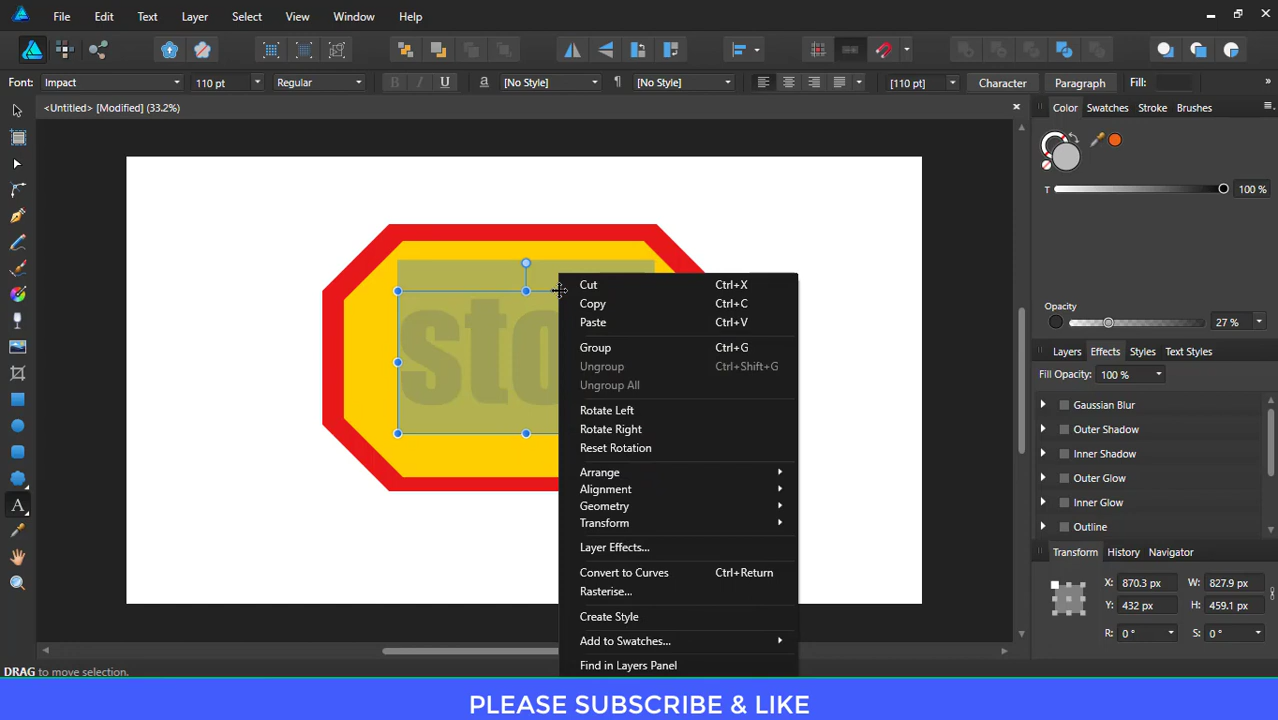 File Edit Text Layer Select View Window Help
Font: Impact 110 pt Regular B I U a [No Style] ¶ [No Style] [110 pt] Character Paragraph Fill: »
<Untitled> [Modified] (33.2%)
Color Swatches Stroke Brushes
T 100 %
Opacity
27 %
Layers Effects Styles Text Styles
Fill Opacity: 100 %
Gaussian Blur
Outer Shadow
Inner Shadow
Outer Glow
Inner Glow
Outline
Transform History Navigator
X: 870.3 px W: 827.9 px
Y: 432 px H: 459.1 px
R: 0 ° S: 0 °
A
sto
Cut Ctrl+X
Copy Ctrl+C
Paste Ctrl+V
Group Ctrl+G
Ungroup Ctrl+Shift+G
Ungroup All
Rotate Left
Rotate Right
Reset Rotation
Arrange
Alignment
Geometry
Transform
Layer Effects...
Convert to Curves Ctrl+Return
Rasterise...
Create Style
Add to Swatches...
Find in Layers Panel
DRAG to move selection.
PLEASE SUBSCRIBE & LIKE